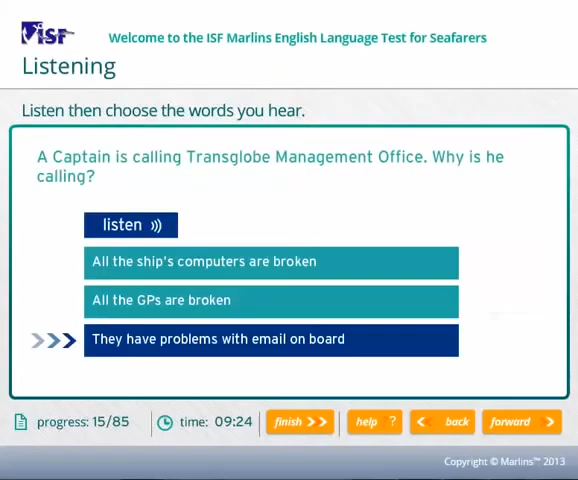 ISF
Welcome to the ISF Marlins English Language Test for Seafarers
Listening
Listen then choose the words you hear.
A Captain is calling Transglobe Management Office. Why is he
calling?
listen
All the ship's computers are broken
All the GPs are broken
They have problems with email on board
progress: 15/85 time: 09:24 finish >> help ? << back forward >
Copyright © Marlins™ 2013